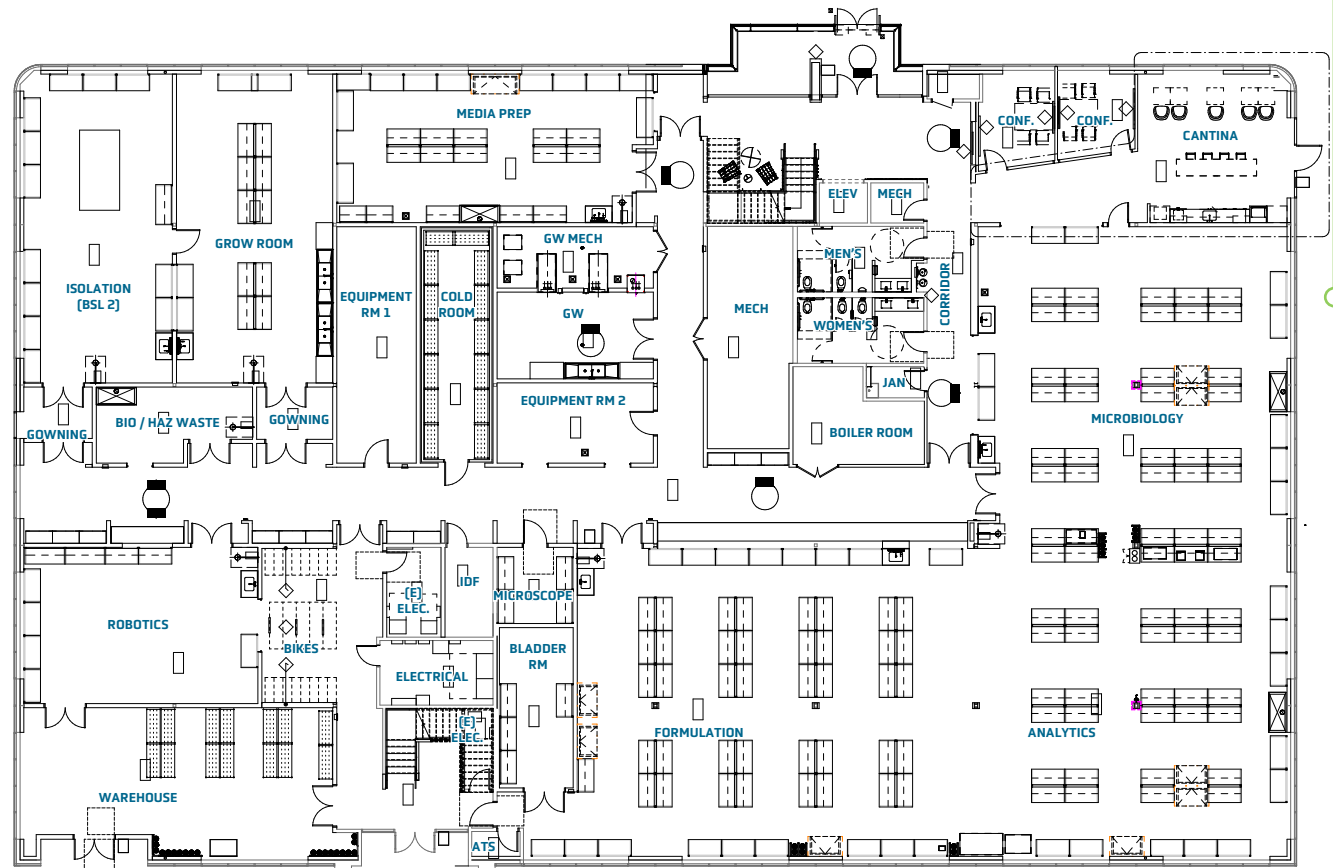 MEDIA PREP
CONF.
CONF.
CANTINA
ELEV
MECH
GROW ROOM
GW MECH
MEN'S
ISOLATION
(BSL 2)
EQUIPMENT
RM 1
COLD
ROOM
GW
MECH
CORRIDOR
WOMEN'S
JAN
EQUIPMENT RM 2
GOWNING
BIO / HAZ WASTE
GOWNING
BOILER ROOM
MICROBIOLOGY
(E)
ELEC.
IDF
MICROSCOPE
ROBOTICS
BIKES
BLADDER
RM
ELECTRICAL
(E)
ELEC.
FORMULATION
ANALYTICS
WAREHOUSE
ATS